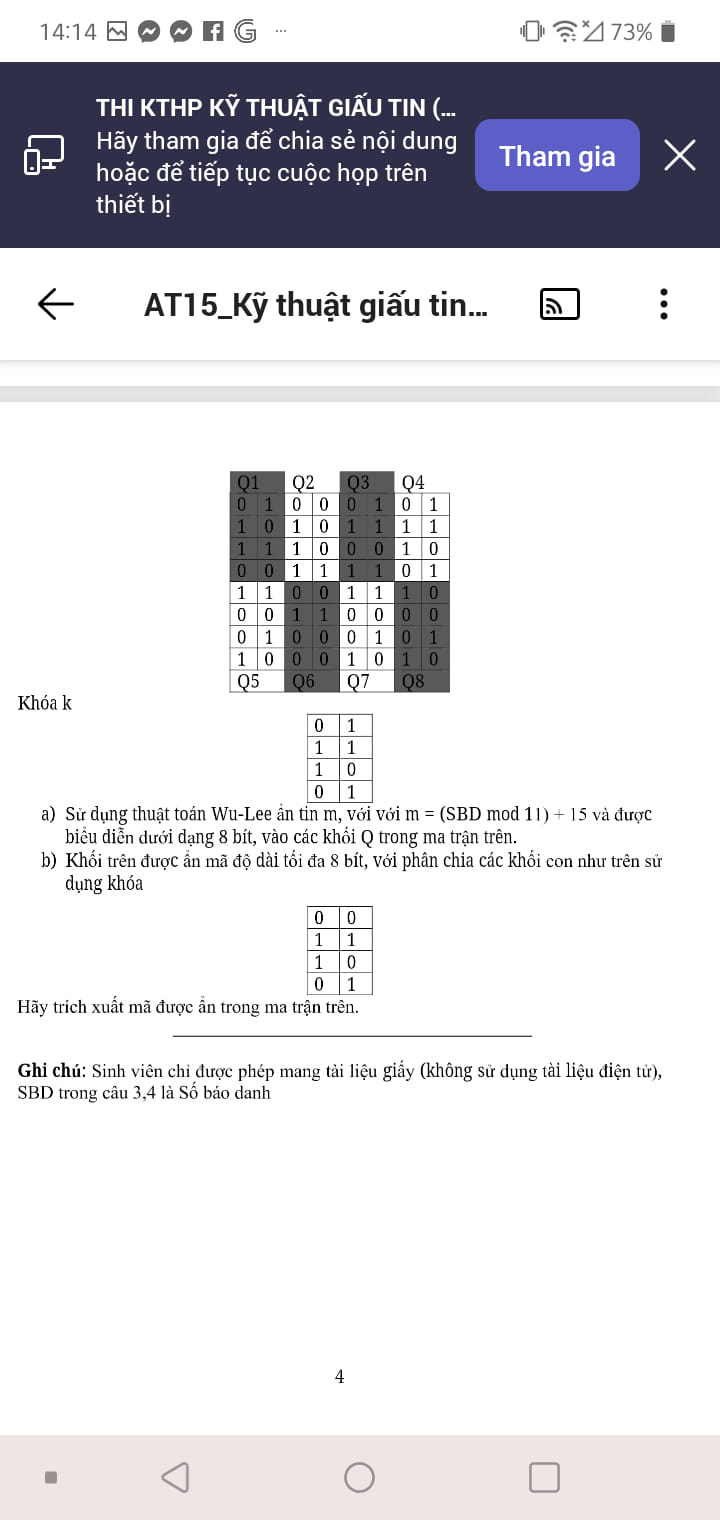 14:14 ... 73%
THI KTHP KỸ THUẬT GIẤU TIN (...
Hãy tham gia để chia sẻ nội dung
hoặc để tiếp tục cuộc họp trên
thiết bị
Tham gia
AT15_Kỹ thuật giấu tin...
Q1 Q2 Q3 Q4
0 1 0 0 0 1 0 1
1 0 1 0 1 1 1 1
1 1 1 0 0 0 1 0
0 0 1 1 1 1 0 1
1 1 0 0 1 1 1 0
0 0 1 1 0 0 0 0
0 1 0 0 0 1 0 1
1 0 0 0 1 0 1 0
Q5 Q6 Q7 Q8
Khóa k
0 1
1 1
1 0
0 1
a) Sử dụng thuật toán Wu-Lee ẩn tin m, với với m = (SBD mod 11) + 15 và được
biểu diễn dưới dạng 8 bít, vào các khối Q trong ma trận trên.
b) Khối trên được ẩn mã độ dài tối đa 8 bít, với phân chia các khối con như trên sử
dụng khóa
0 0
1 1
1 0
0 1
Hãy trích xuất mã được ẩn trong ma trận trên.
Ghi chú: Sinh viên chỉ được phép mang tài liệu giấy (không sử dụng tài liệu điện tử),
SBD trong câu 3,4 là Số báo danh
4